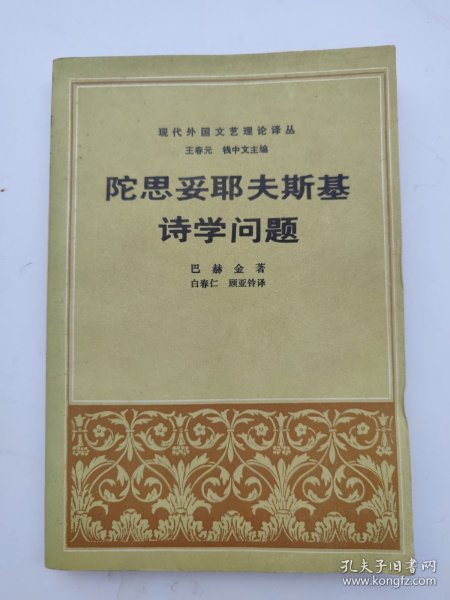 现代外国文艺理论译丛
王春元 钱中文主编
陀思妥耶夫斯基
诗学问题
巴赫金著
白春仁 顾亚铃译
孔夫子旧书网
www.kongfz.com